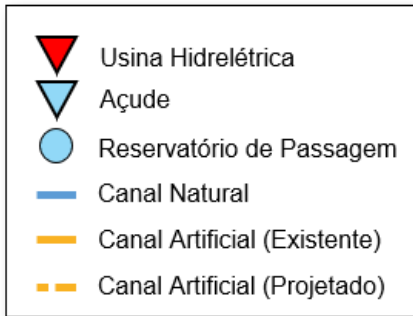 Usina Hidrelétrica
Açude
Reservatório de Passagem
Canal Natural
Canal Artificial (Existente)
Canal Artificial (Projetado)